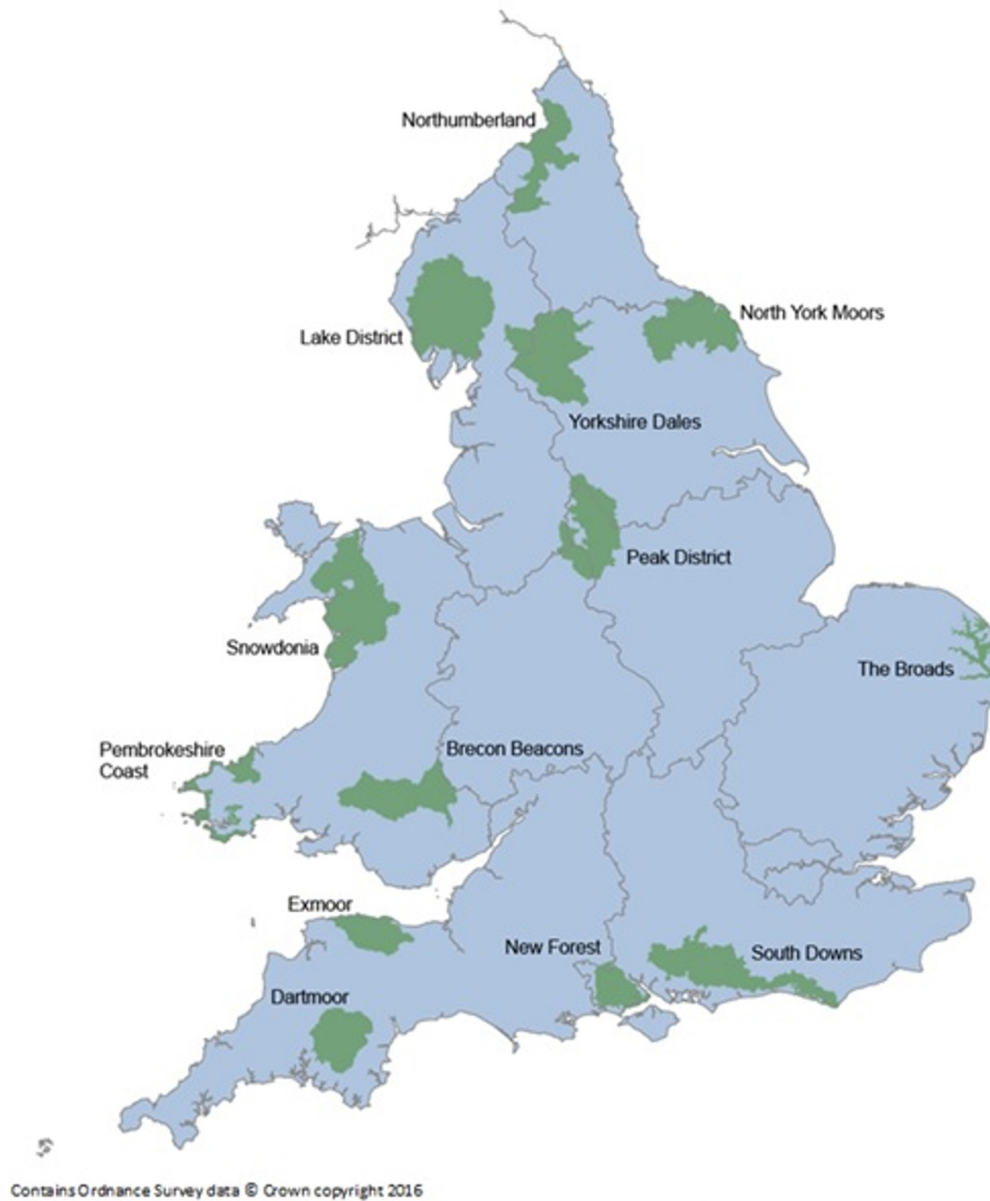 Northumberland
North York Moors
Lake District
Yorkshire Dales
Peak District
Snowdonia
The Broads
Pembrokeshire
Coast
Brecon Beacons
Exmoor
New Forest
South Downs
Dartmoor
Contains Ordnance Survey data © Crown copyright 2016